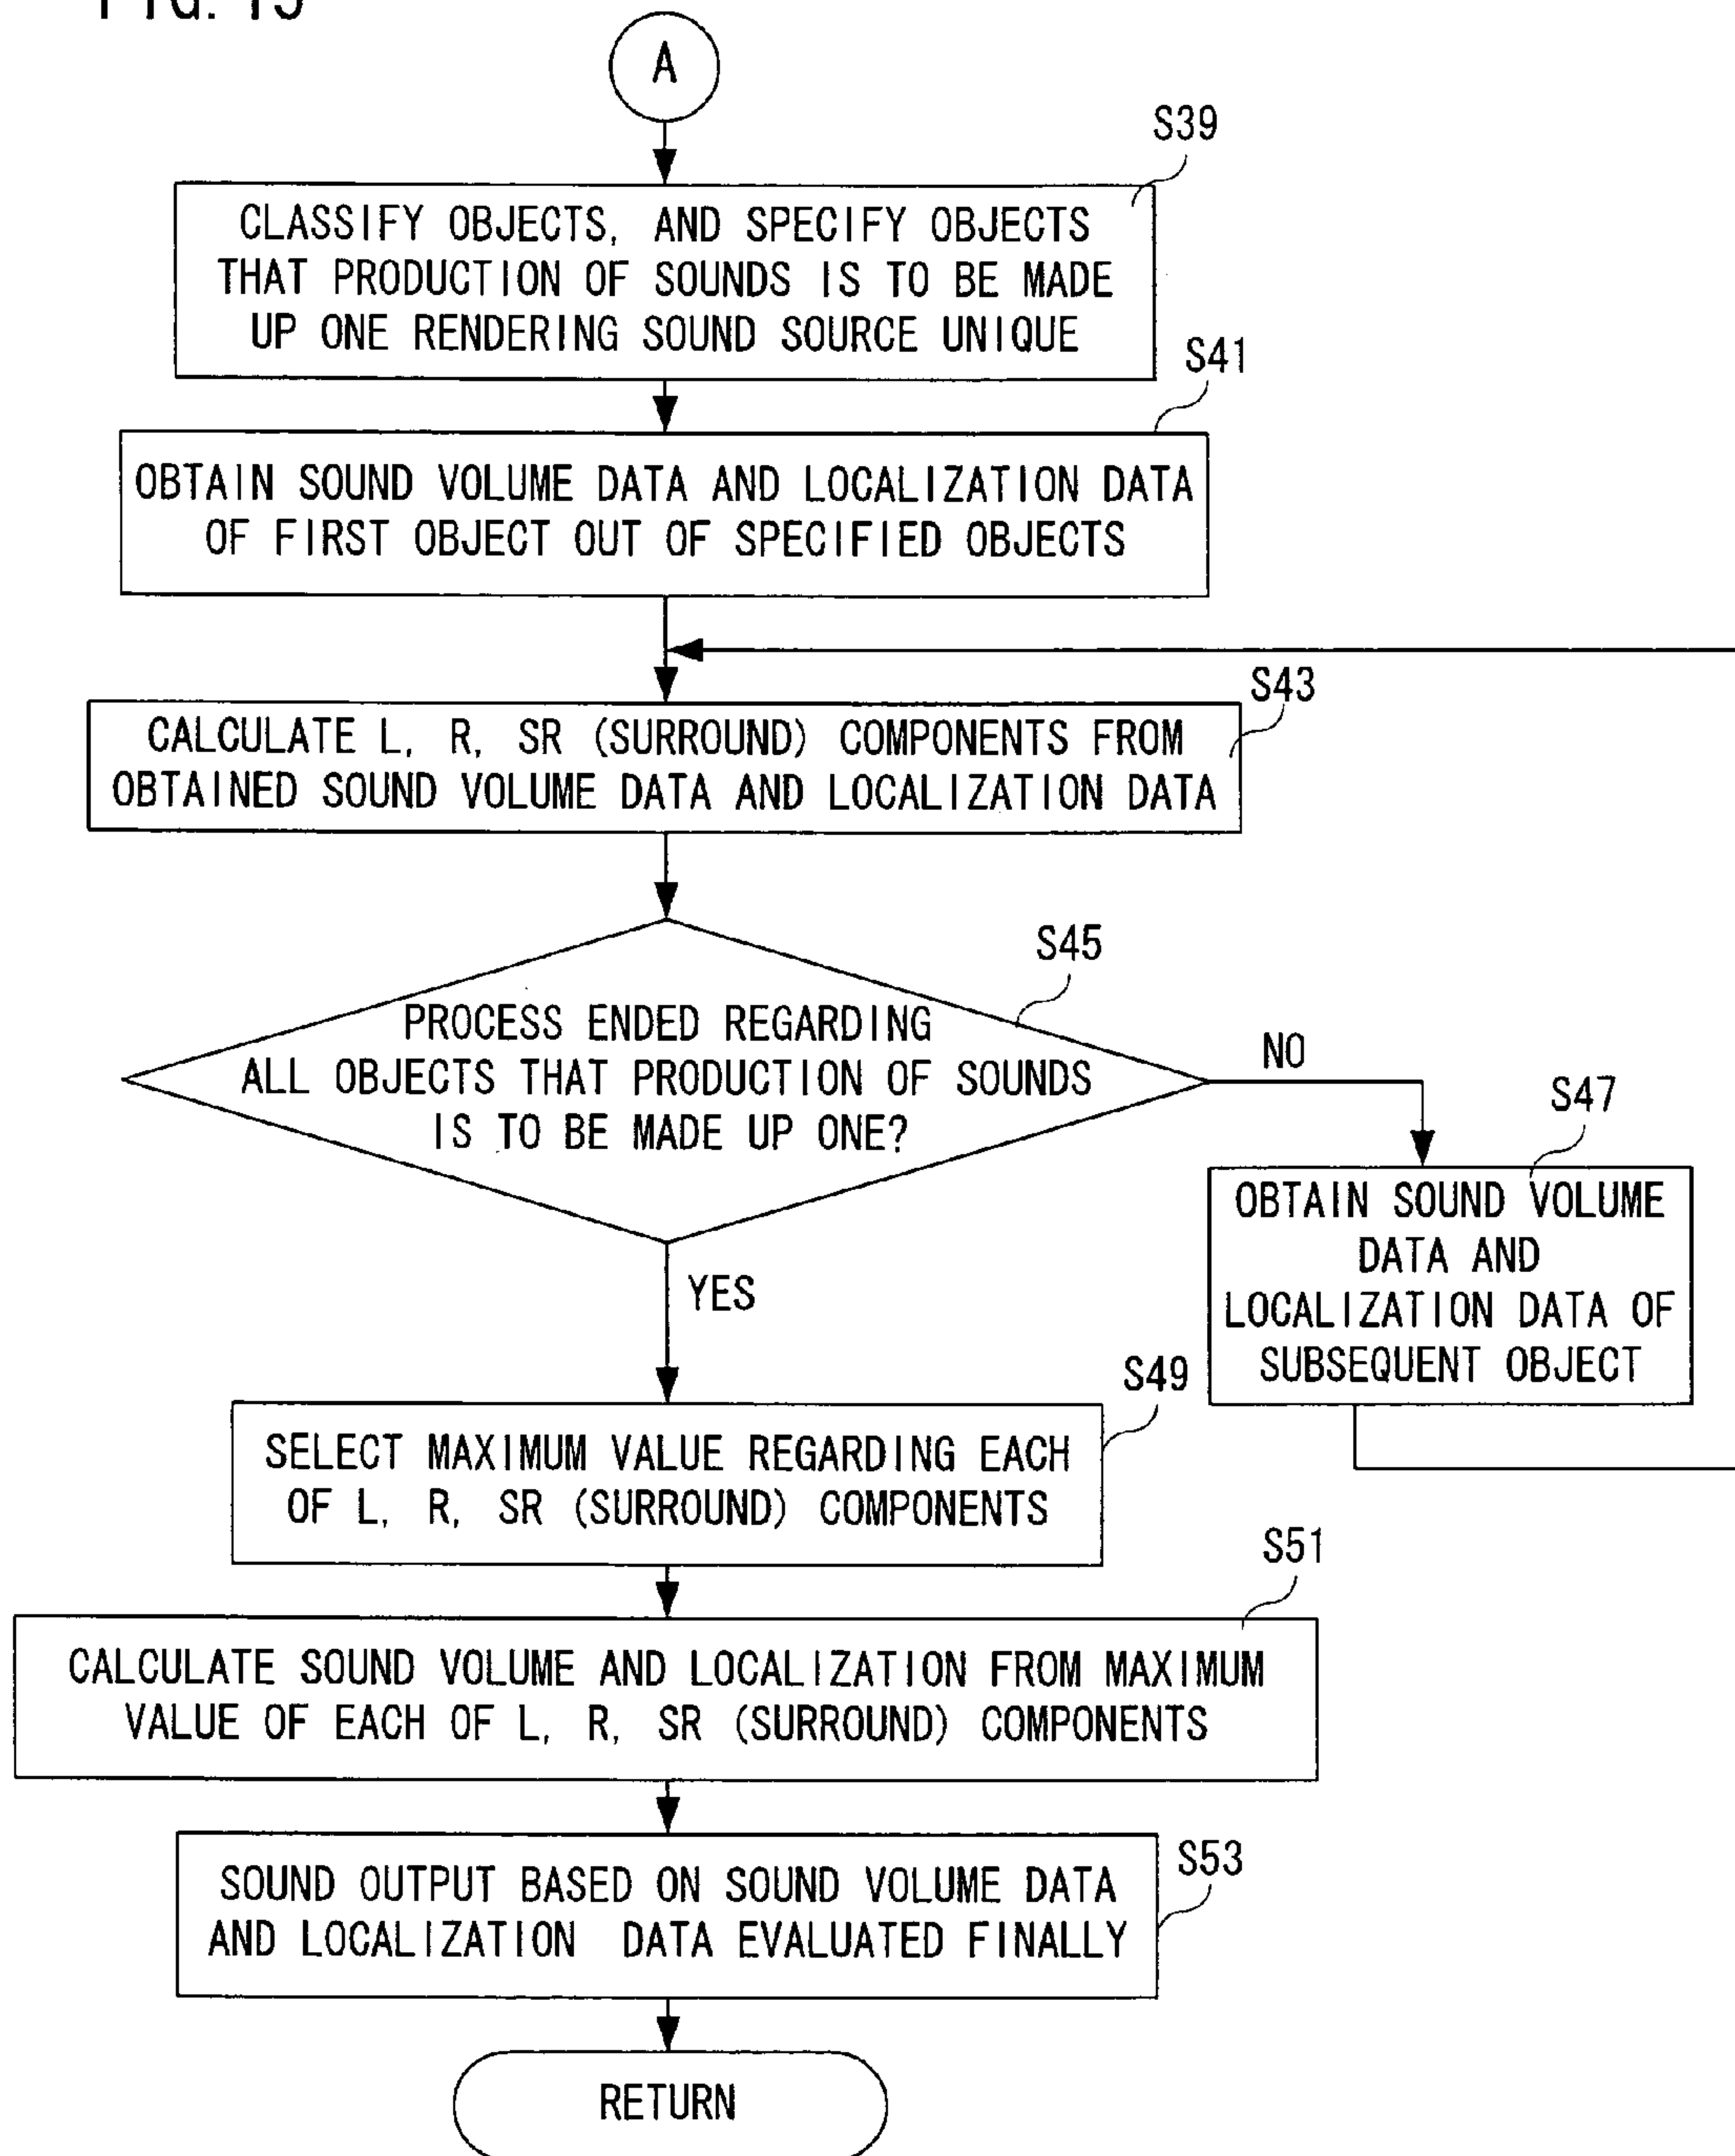 FIG. 15
A
S39
CLASSIFY OBJECTS, AND SPECIFY OBJECTS
THAT PRODUCTION OF SOUNDS IS TO BE MADE
UP ONE RENDERING SOUND SOURCE UNIQUE
S41
OBTAIN SOUND VOLUME DATA AND LOCALIZATION DATA
OF FIRST OBJECT OUT OF SPECIFIED OBJECTS
S43
CALCULATE L, R, SR (SURROUND) COMPONENTS FROM
OBTAINED SOUND VOLUME DATA AND LOCALIZATION DATA
S45
PROCESS ENDED REGARDING
ALL OBJECTS THAT PRODUCTION OF SOUNDS
IS TO BE MADE UP ONE?
NO
S47
OBTAIN SOUND VOLUME
DATA AND
LOCALIZATION DATA OF
SUBSEQUENT OBJECT
YES
S49
SELECT MAXIMUM VALUE REGARDING EACH
OF L, R, SR (SURROUND) COMPONENTS
S51
CALCULATE SOUND VOLUME AND LOCALIZATION FROM MAXIMUM
VALUE OF EACH OF L, R, SR (SURROUND) COMPONENTS
S53
SOUND OUTPUT BASED ON SOUND VOLUME DATA
AND LOCALIZATION DATA EVALUATED FINALLY
RETURN